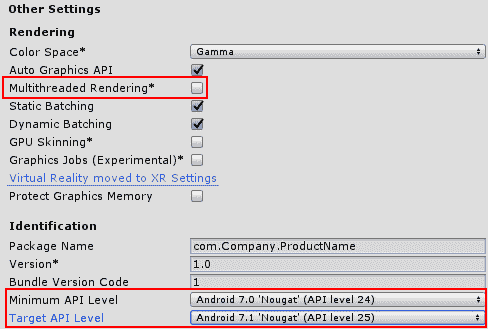 Other Settings
Rendering
Color Space* Gamma
Auto Graphics API
Multithreaded Rendering*
Static Batching
Dynamic Batching
GPU Skinning*
Graphics Jobs (Experimental)*
Virtual Reality moved to XR Settings
Protect Graphics Memory
Identification
Package Name com.Company.ProductName
Version* 1.0
Bundle Version Code 1
Minimum API Level Android 7.0 'Nougat' (API level 24)
Target API Level Android 7.1 'Nougat' (API level 25)